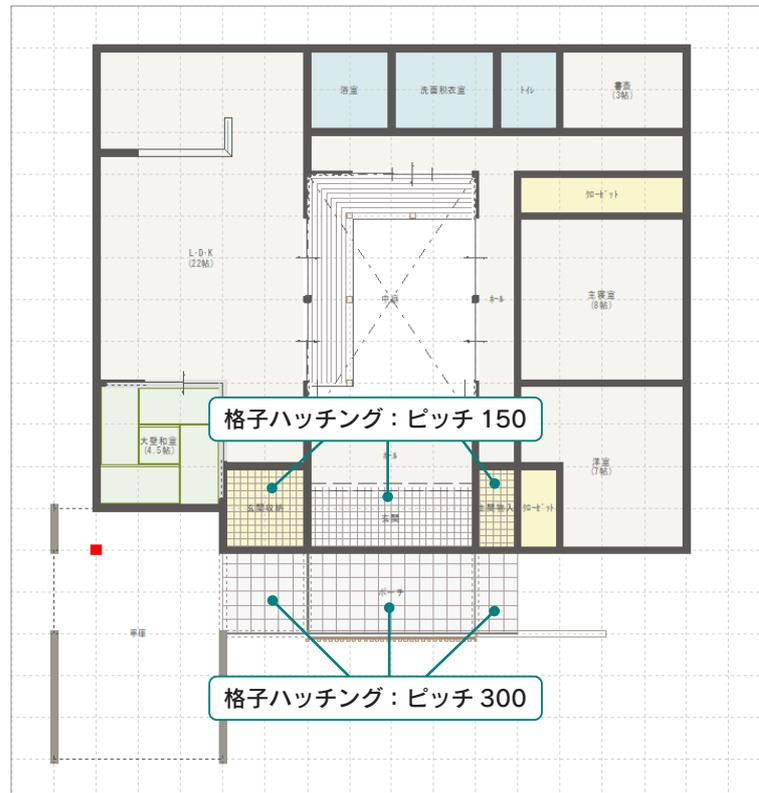 浴室
洗面脱衣室
トイレ
書斎
(3帖)
クローゼット
L·D·K
(22帖)
中庭
ホール
主寝室
(8帖)
格子ハッチング：ピッチ 150
大壁和室
(4.5帖)
ホール
洋室
(7帖)
玄関収納
玄関
クローゼット
ポーチ
車庫
格子ハッチング：ピッチ 300